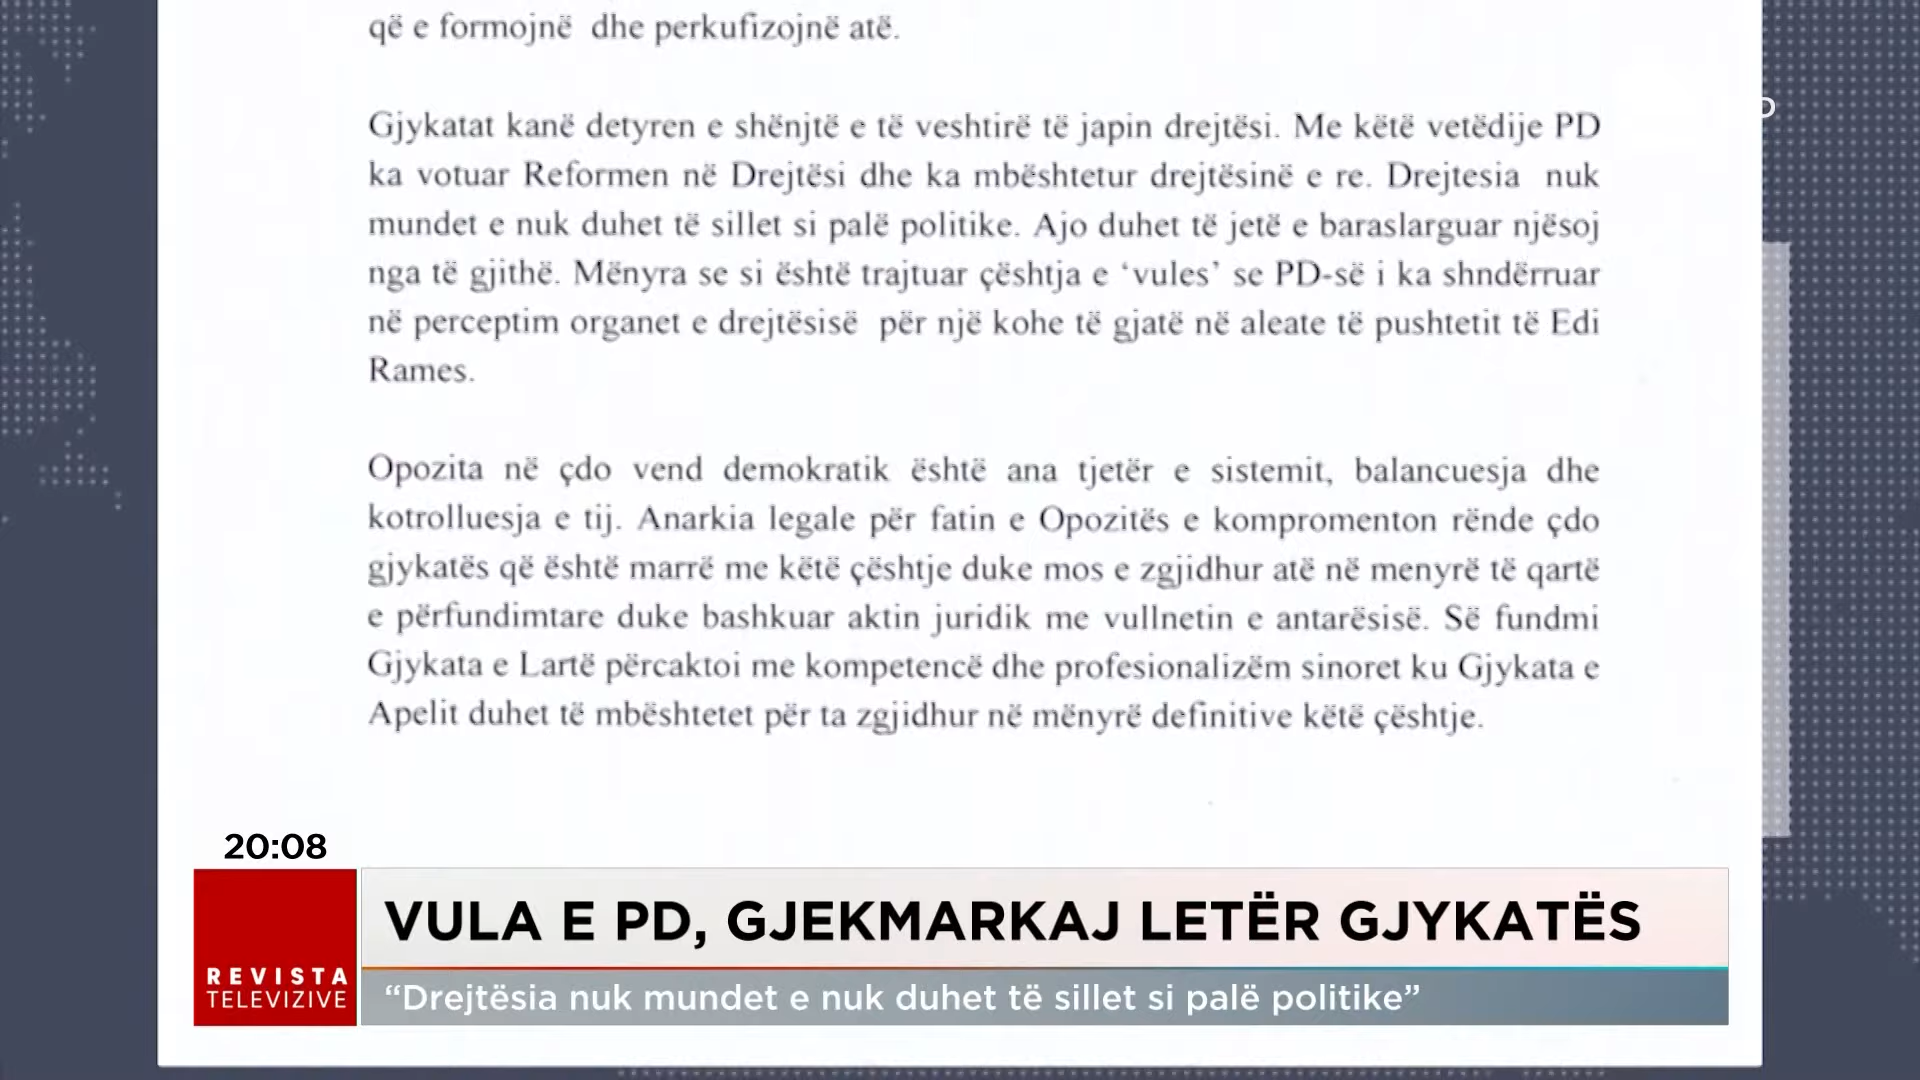 që e formojnë dhe perkufizojnë atë.
Gjykatat kanë detyren e shënjtë e të veshtirë të japin drejtësi. Me këtë vetëdije PD
ka votuar Reformen në Drejtësi dhe ka mbështetur drejtësinë e re. Drejtesia nuk
mundet e nuk duhet të sillet si palë politike. Ajo duhet të jetë e baraslarguar njësoj
nga të gjithë. Mënyra se si është trajtuar çështja e ‘vules’ se PD-së i ka shndërruar
në perceptim organet e drejtësisë për një kohe të gjatë në aleate të pushtetit të Edi
Rames.
Opozita në çdo vend demokratik është ana tjetër e sistemit, balancuesja dhe
kotrolluesja e tij. Anarkia legale për fatin e Opozitës e kompromenton rënde çdo
gjykatës që është marrë me këtë çështje duke mos e zgjidhur atë në menyrë të qartë
e përfundimtare duke bashkuar aktin juridik me vullnetin e antarësisë. Së fundmi
Gjykata e Lartë përcaktoi me kompetencë dhe profesionalizëm sinoret ku Gjykata e
Apelit duhet të mbështetet për ta zgjidhur në mënyrë definitive këtë çështje.
20:08
VULA E PD, GJEKMARKAJ LETËR GJYKATËS
REVISTA
TELEVIZIVE
“Drejtësia nuk mundet e nuk duhet të sillet si palë politike”